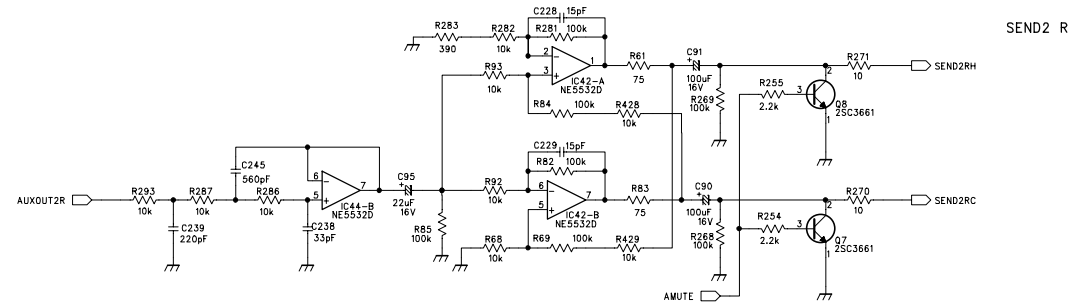 SEND2 R
C228 15pF
R283
390
R282
10k
R281 100k
2
3
1
IC42-A
NE5532D
R93
10k
R84 100k
R428
10k
R61
75
C91
100uF
16V
R269
100k
R255
2.2k
3
2
1
Q8
2SC3661
R271
10
SEND2RH
C245
560pF
AUXOUT2R
R293
10k
R287
10k
R286
10k
C239
220pF
C238
33pF
6
5
7
IC44-B
NE5532D
C95
22uF
16V
R85
100k
R92
10k
C229 15pF
R82 100k
6
5
7
IC42-B
NE5532D
R68
10k
R69 100k
R429
10k
R83
75
C90
100uF
16V
R268
100k
R254
2.2k
3
2
1
Q7
2SC3661
R270
10
SEND2RC
AMUTE
+
+
+
+
+
+
−
−
−